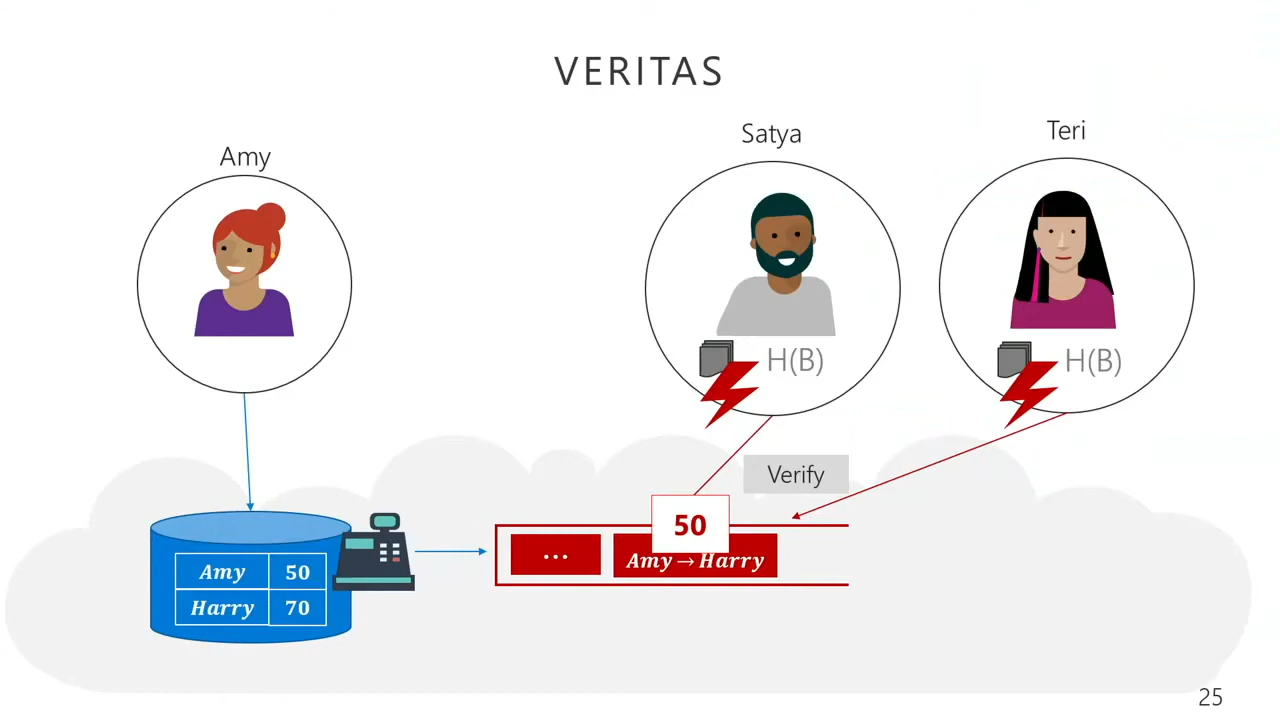 VERITAS
Amy
Satya
Teri
H(B)
H(B)
Verify
50
...
Amy→Harry
Amy 50
Harry 70
25